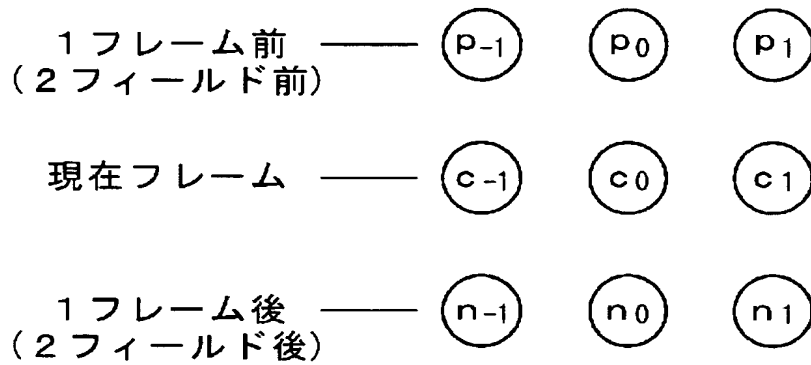 1フレーム前 p-1 p0 p1
(2フィールド前)
現在フレーム c-1 c0 c1
1フレーム後 n-1 n0 n1
(2フィールド後)